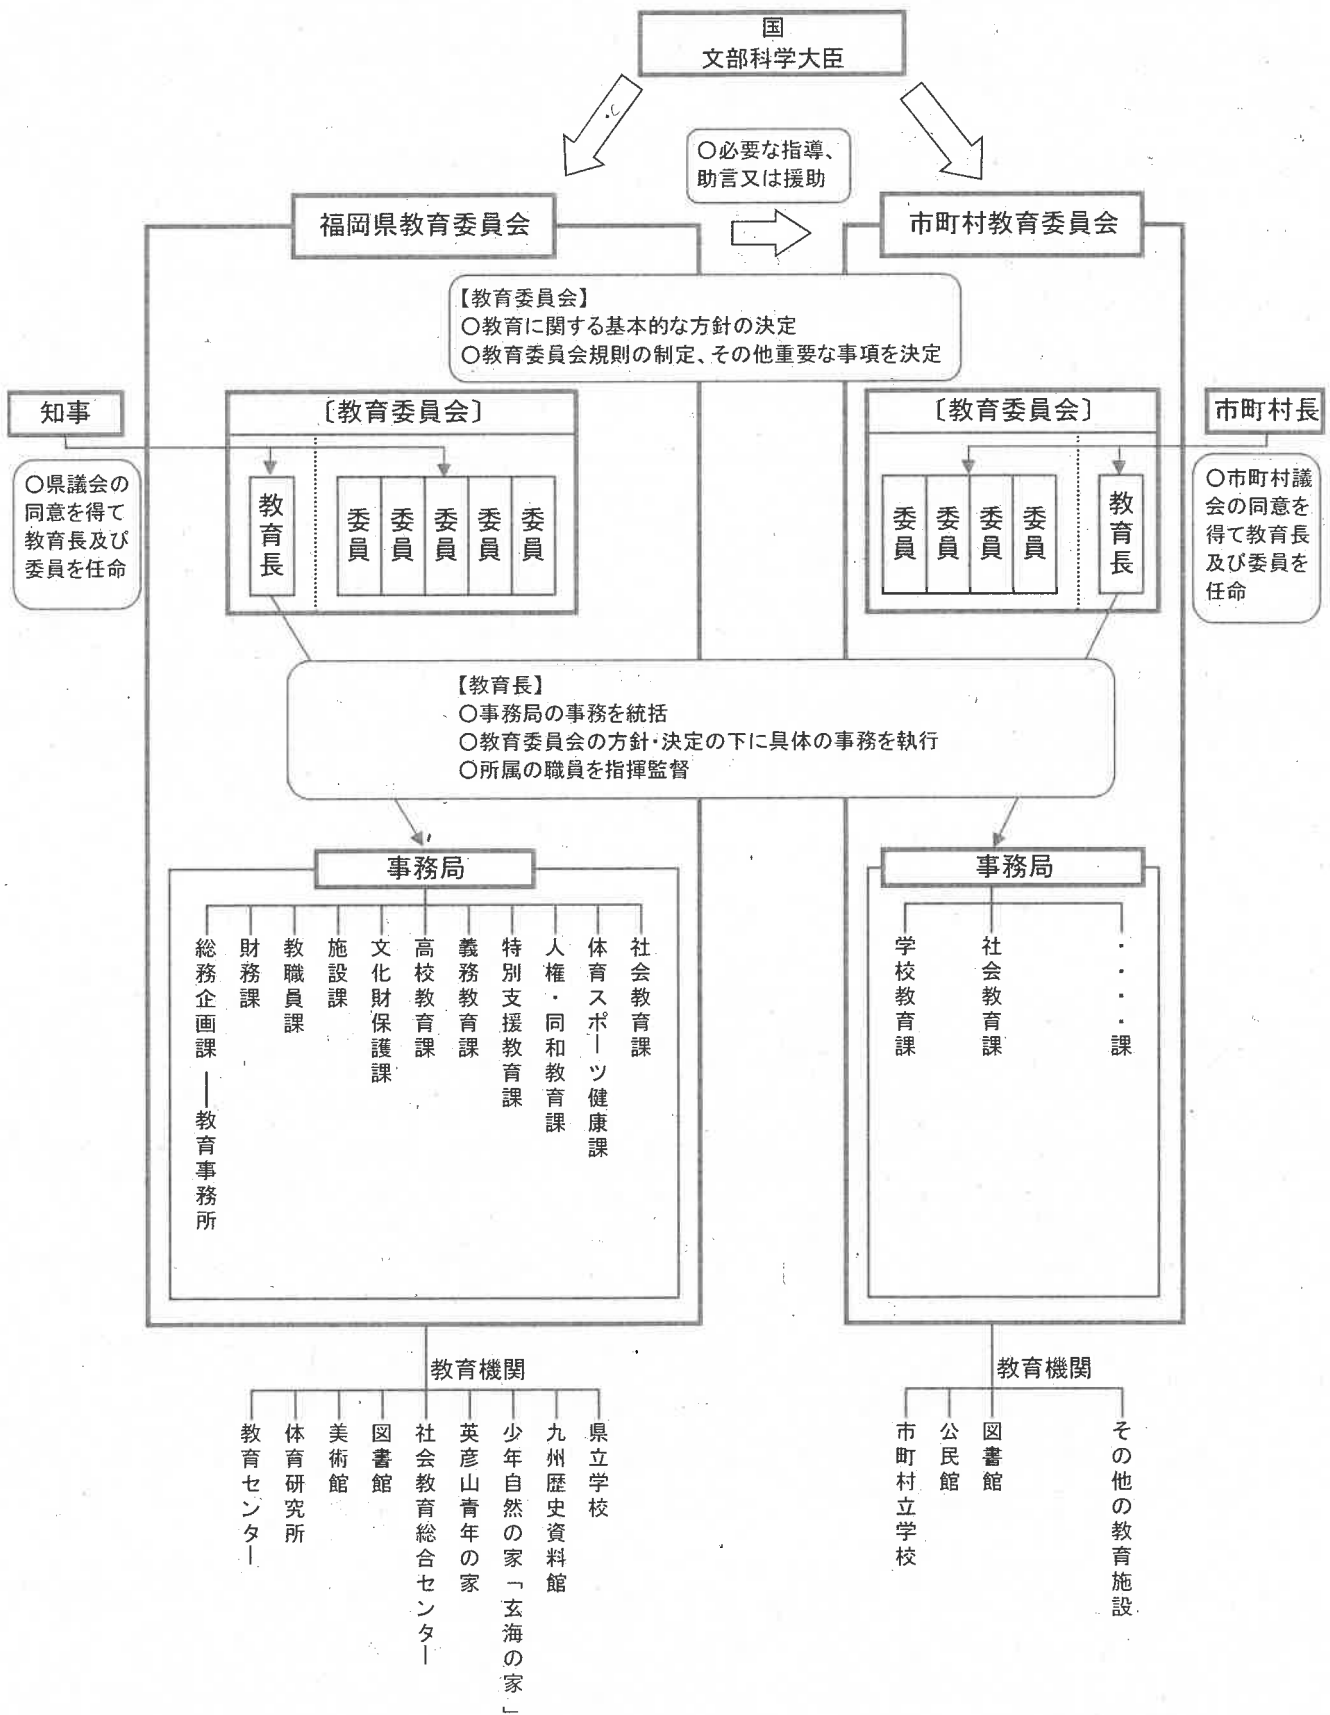 国
文部科学大臣
〇必要な指導、
助言又は援助
福岡県教育委員会
市町村教育委員会
【教育委員会】
〇教育に関する基本的な方針の決定
〇教育委員会規則の制定、その他重要な事項を決定
知事
〇県議会の
同意を得て
教育長及び
委員を任命
〔教育委員会〕
教育長
委員
委員
委員
委員
委員
〔教育委員会〕
委員
委員
委員
委員
教育長
市町村長
〇市町村議
会の同意を
得て教育長
及び委員を
任命
【教育長】
〇事務局の事務を統括
〇教育委員会の方針・決定の下に具体の事務を執行
〇所属の職員を指揮監督
事務局
総務企画課
教育事務所
財務課
教職員課
施設課
文化財保護課
高校教育課
義務教育課
特別支援教育課
人権・同和教育課
体育スポーツ健康課
社会教育課
事務局
学校教育課
社会教育課
・・・・課
教育機関
教育センター
体育研究所
美術館
図書館
社会教育総合センター
英彦山青年の家
少年自然の家「玄海の家」
九州歴史資料館
県立学校
教育機関
市町村立学校
公民館
図書館
その他の教育施設